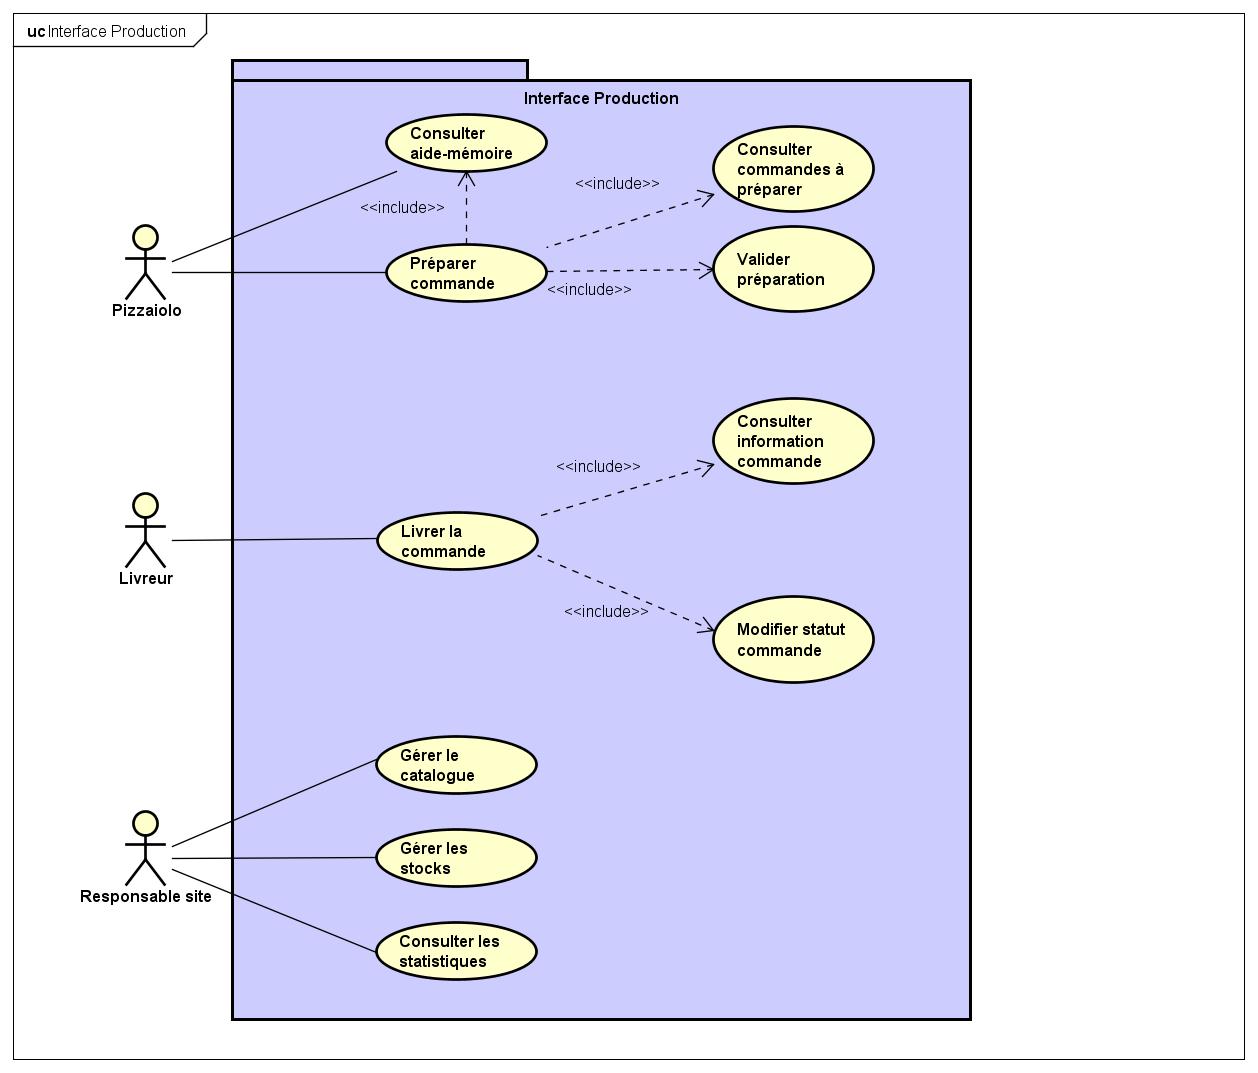 uc Interface Production
Interface Production
Consulter
aide-mémoire
Consulter
commandes à
préparer
<<include>>
<<include>>
Préparer
commande
Valider
préparation
<<include>>
Pizzaiolo
Consulter
information
commande
<<include>>
Livrer la
commande
Livreur
<<include>>
Modifier statut
commande
Gérer le
catalogue
Gérer les
stocks
Responsable site
Consulter les
statistiques